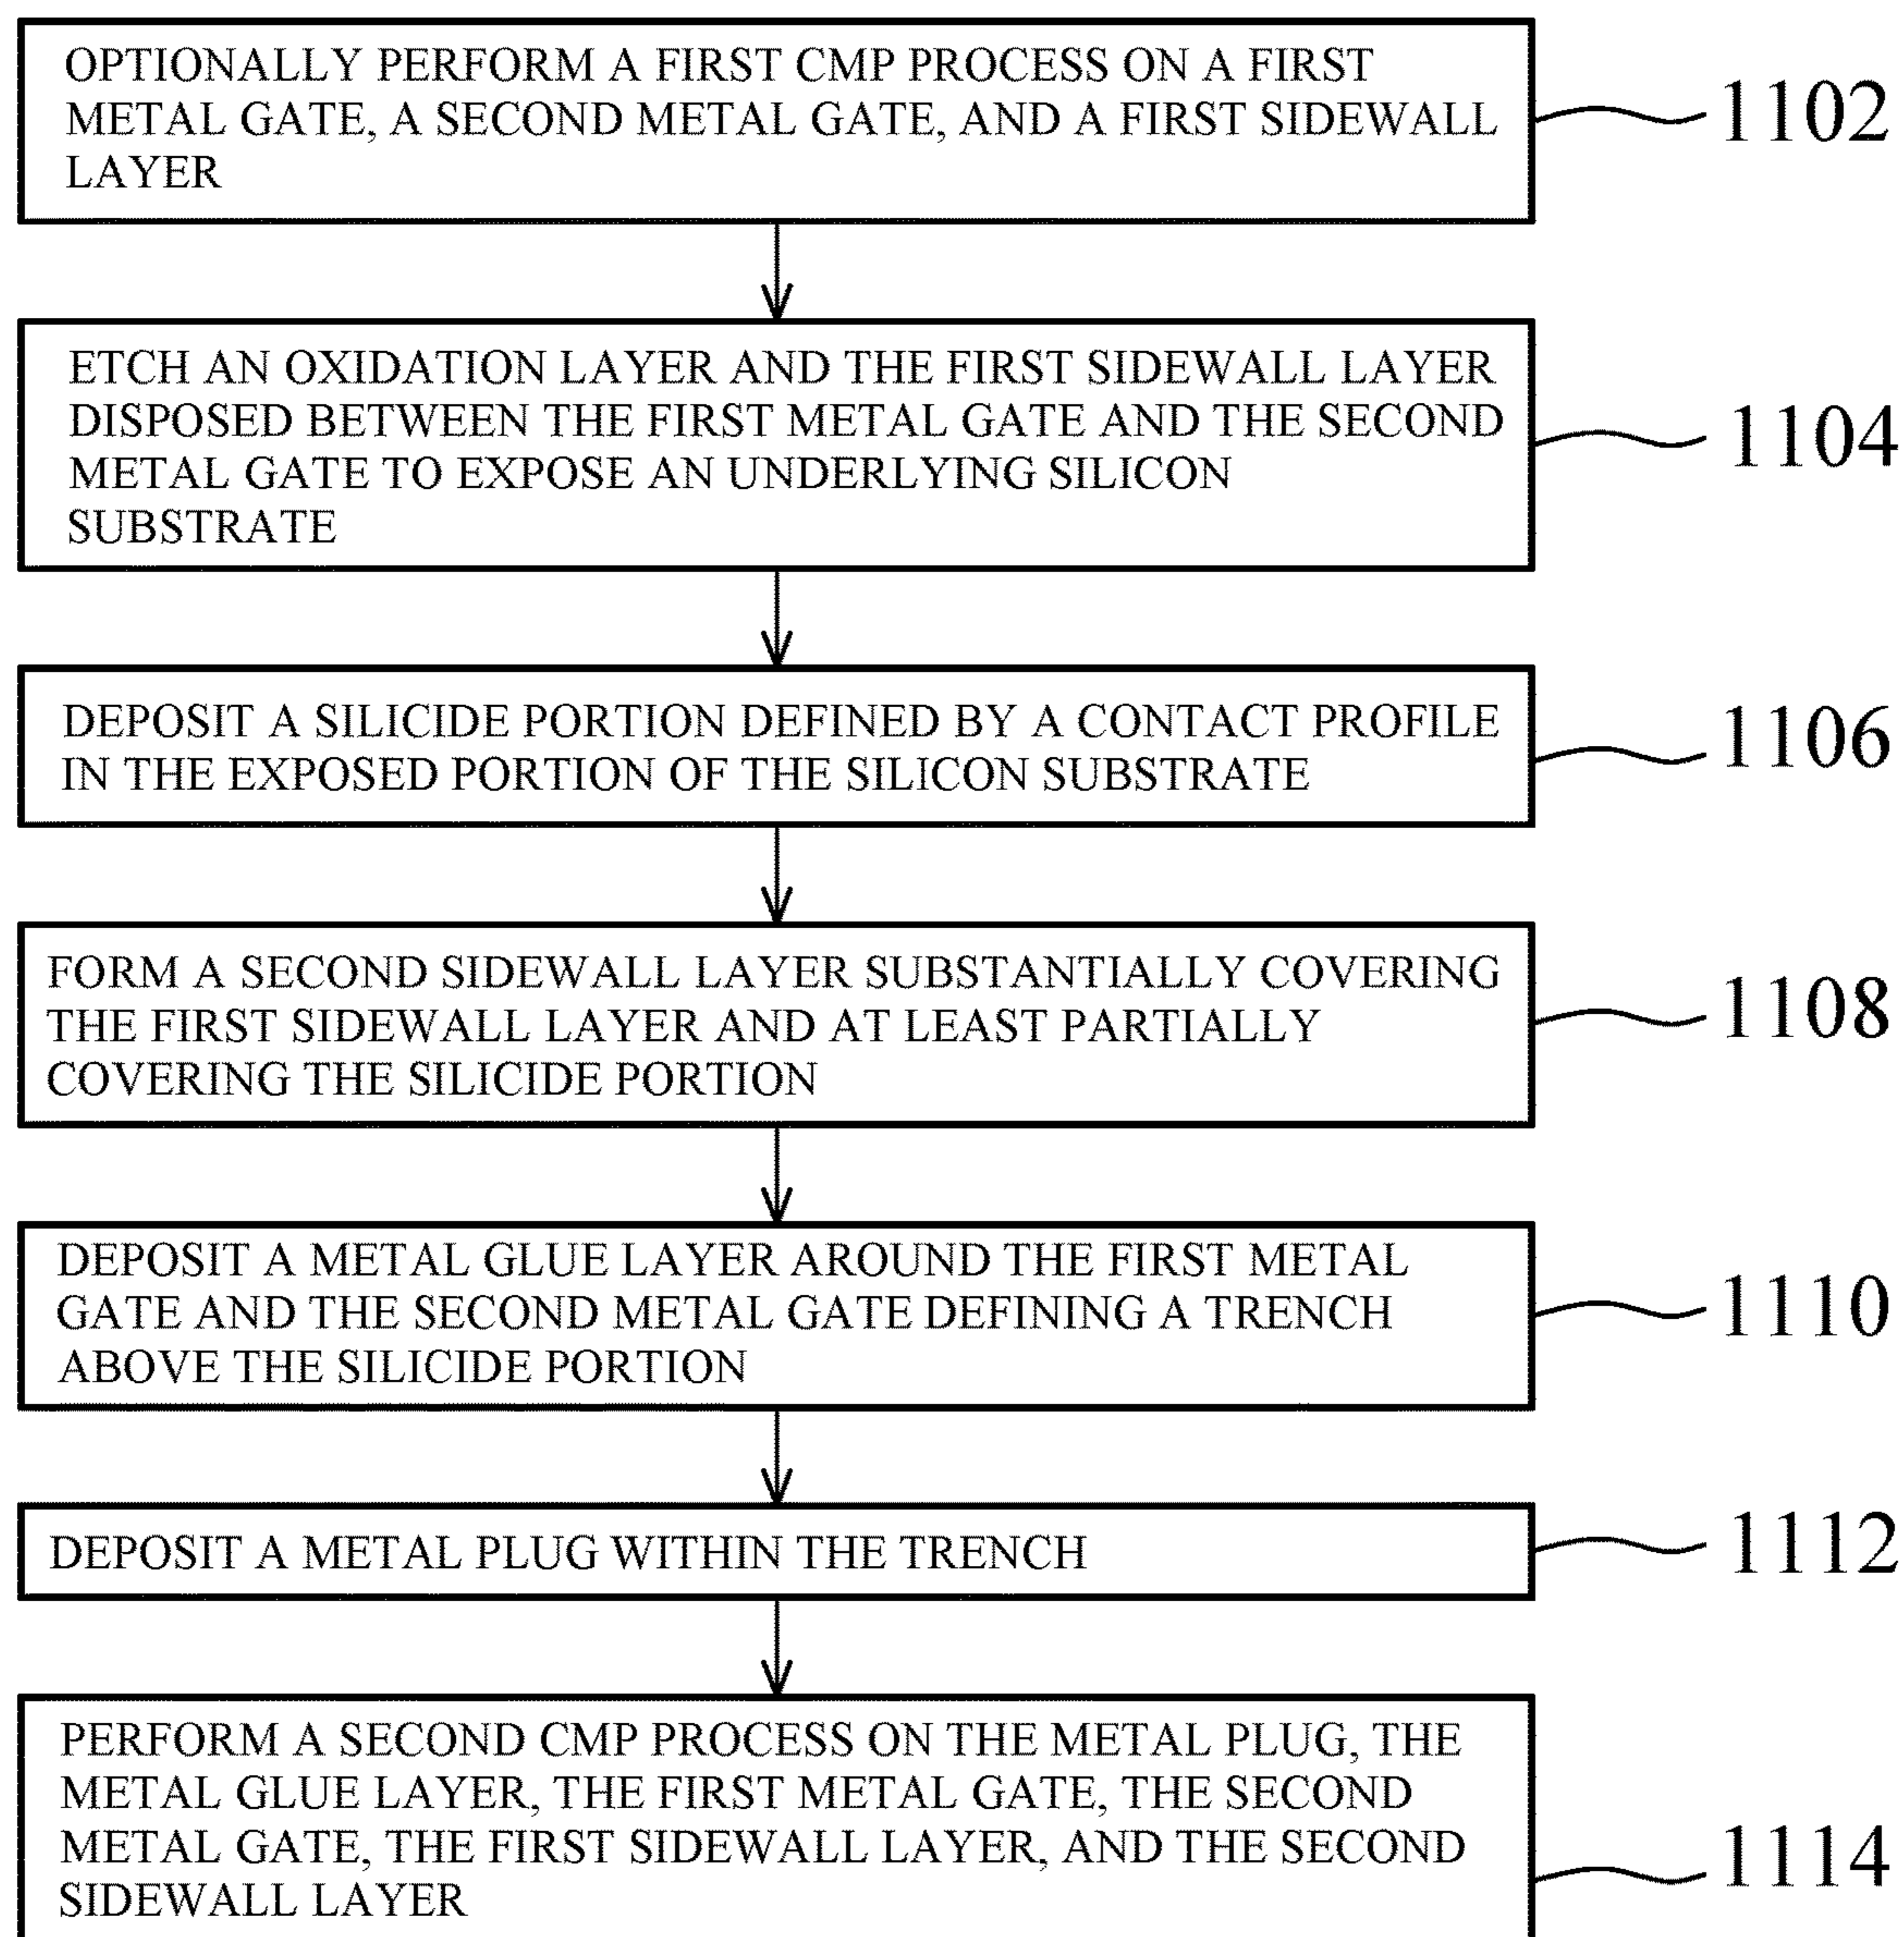 OPTIONALLY PERFORM A FIRST CMP PROCESS ON A FIRST
METAL GATE, A SECOND METAL GATE, AND A FIRST SIDEWALL
LAYER
1102
ETCH AN OXIDATION LAYER AND THE FIRST SIDEWALL LAYER
DISPOSED BETWEEN THE FIRST METAL GATE AND THE SECOND
METAL GATE TO EXPOSE AN UNDERLYING SILICON
SUBSTRATE
1104
DEPOSIT A SILICIDE PORTION DEFINED BY A CONTACT PROFILE
IN THE EXPOSED PORTION OF THE SILICON SUBSTRATE
1106
FORM A SECOND SIDEWALL LAYER SUBSTANTIALLY COVERING
THE FIRST SIDEWALL LAYER AND AT LEAST PARTIALLY
COVERING THE SILICIDE PORTION
1108
DEPOSIT A METAL GLUE LAYER AROUND THE FIRST METAL
GATE AND THE SECOND METAL GATE DEFINING A TRENCH
ABOVE THE SILICIDE PORTION
1110
DEPOSIT A METAL PLUG WITHIN THE TRENCH
1112
PERFORM A SECOND CMP PROCESS ON THE METAL PLUG, THE
METAL GLUE LAYER, THE FIRST METAL GATE, THE SECOND
METAL GATE, THE FIRST SIDEWALL LAYER, AND THE SECOND
SIDEWALL LAYER
1114